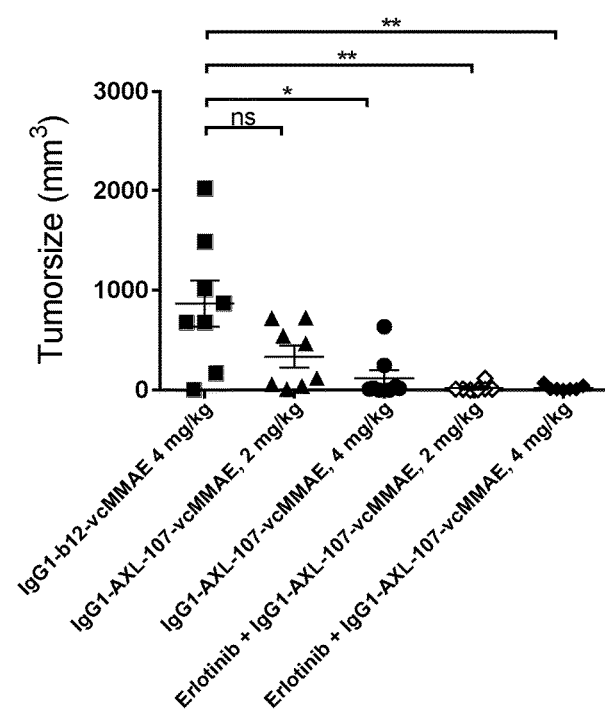 **
**
*
ns
Tumorsize (mm³)
3000
2000
1000
0
IgG1-b12-vcMMAE 4 mg/kg
IgG1-AXL-107-vcMMAE, 2 mg/kg
IgG1-AXL-107-vcMMAE, 4 mg/kg
Erlotinib + IgG1-AXL-107-vcMMAE, 2 mg/kg
Erlotinib + IgG1-AXL-107-vcMMAE, 4 mg/kg